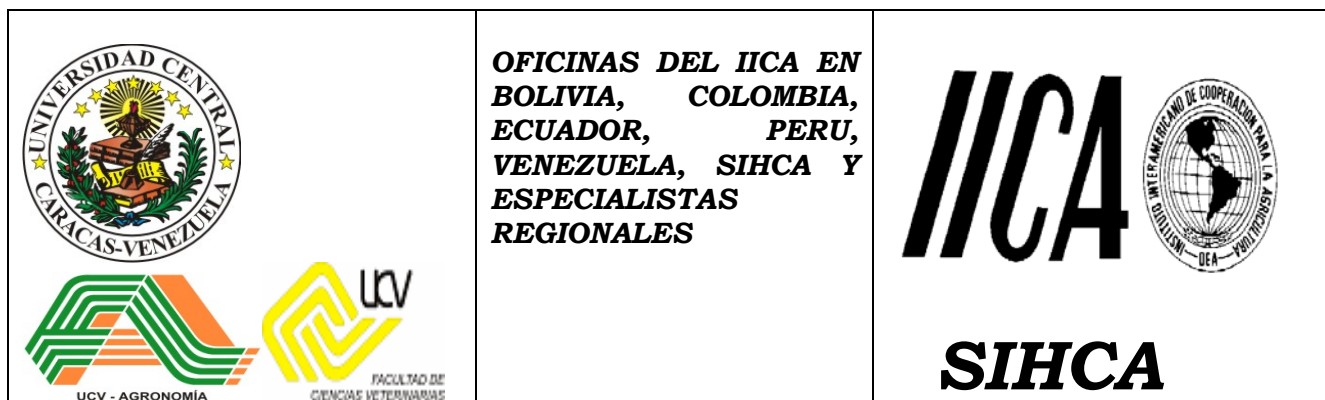 UNIVERSIDAD CENTRAL
CARACAS-VENEZUELA
UCV - AGRONOMÍA
UCV
FACULTAD DE
CIENCIAS VETERINARIAS
OFICINAS DEL IICA EN
BOLIVIA, COLOMBIA,
ECUADOR, PERU,
VENEZUELA, SIHCA Y
ESPECIALISTAS
REGIONALES
IICA
INSTITUTO INTERAMERICANO DE COOPERACION PARA LA AGRICULTURA
OEA
SIHCA